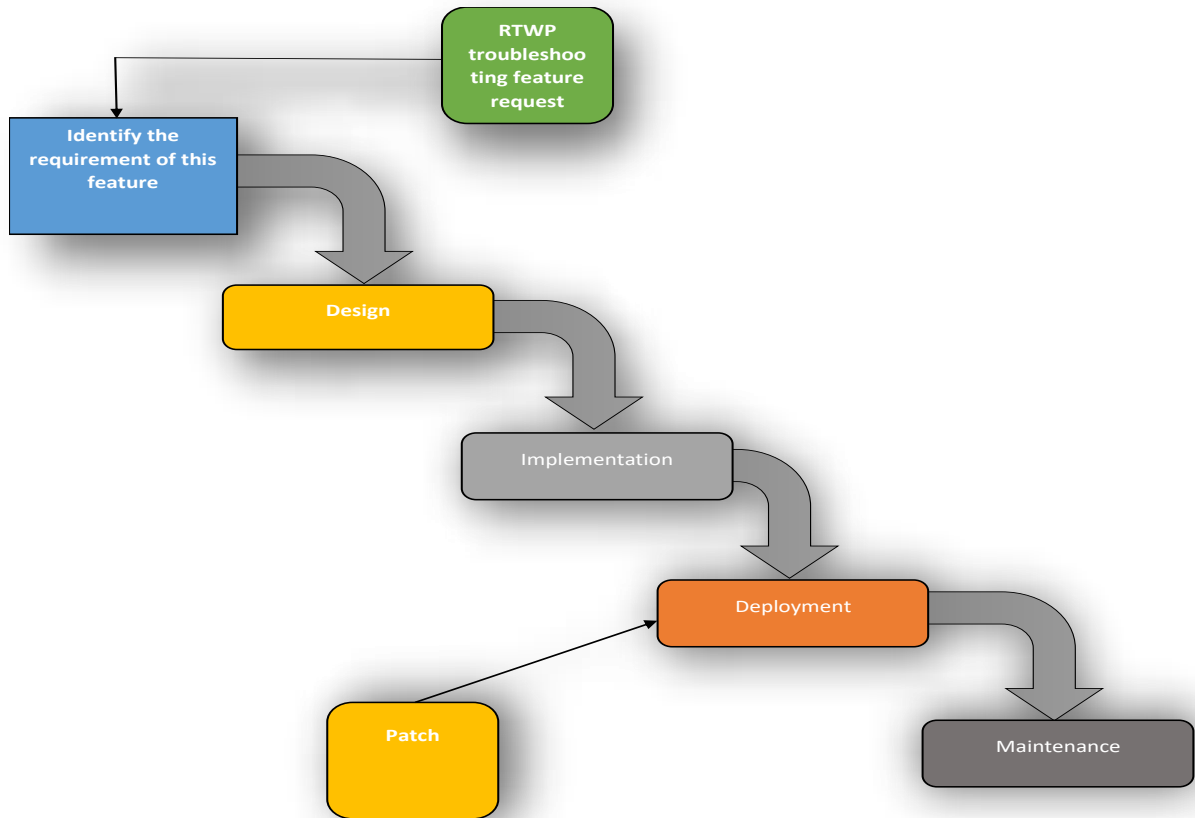 RTWP
troubleshoo
ting feature
request
Identify the
requirement of this
feature
Design
Implementation
Deployment
Patch
Maintenance